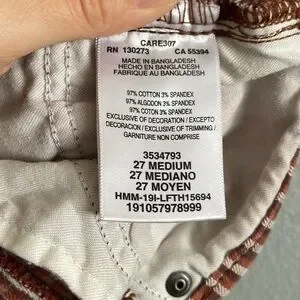 CARE307
RN 130273 CA 55394
MADE IN BANGLADESH
HECHO EN BANGLADESH
FABRIQUÉ AU BANGLADESH
97% COTTON 3% SPANDEX
97% ALGODON 3% SPANDEX
97% COTON 3% SPANDEX
EXCLUSIVE OF DECORATION / EXCEPTO
DECORACION / EXCLUSIVE OF TRIMMING /
GARNITURE NON COMPRISE
3534793
27 MEDIUM
27 MEDIANO
27 MOYEN
HMM-19I-LFTH15694
191057978999